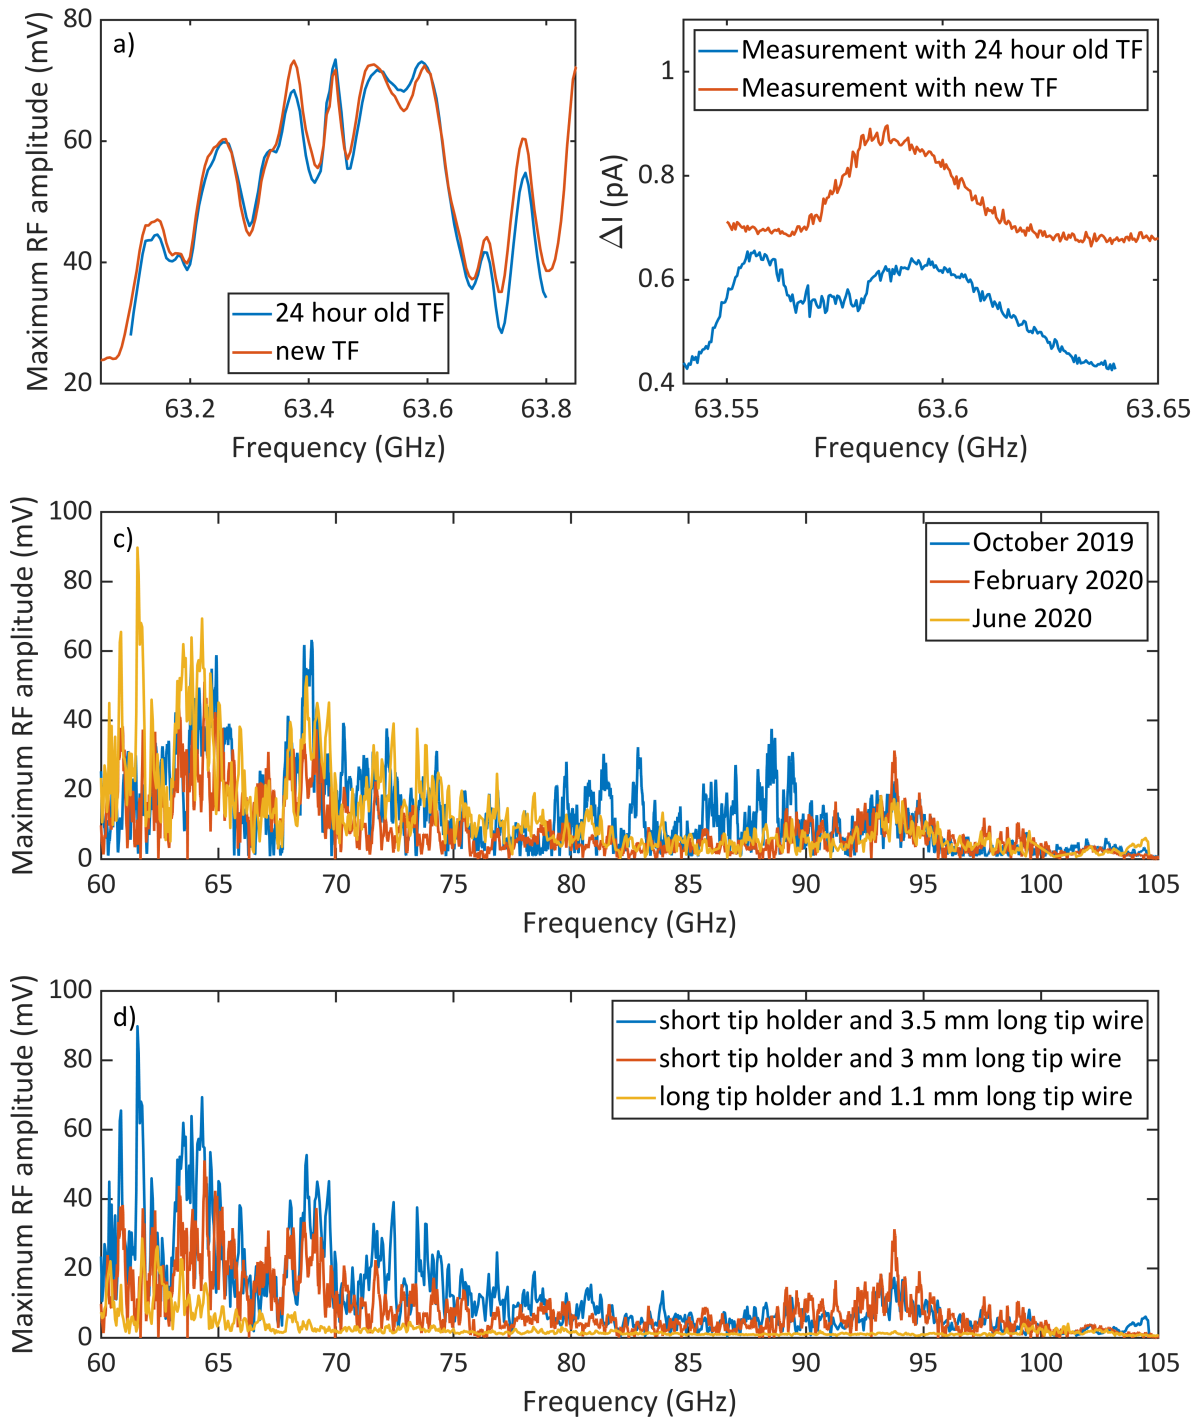 a)
Maximum RF amplitude (mV)
80
60
40
20
24 hour old TF
new TF
63.2
63.4
63.6
63.8
Frequency (GHz)
Measurement with 24 hour old TF
Measurement with new TF
ΔI (pA)
1
0.8
0.6
0.4
63.55
63.6
63.65
Frequency (GHz)
c)
Maximum RF amplitude (mV)
100
80
60
40
20
0
October 2019
February 2020
June 2020
60
65
70
75
80
85
90
95
100
105
Frequency (GHz)
d)
Maximum RF amplitude (mV)
100
80
60
40
20
0
short tip holder and 3.5 mm long tip wire
short tip holder and 3 mm long tip wire
long tip holder and 1.1 mm long tip wire
60
65
70
75
80
85
90
95
100
105
Frequency (GHz)